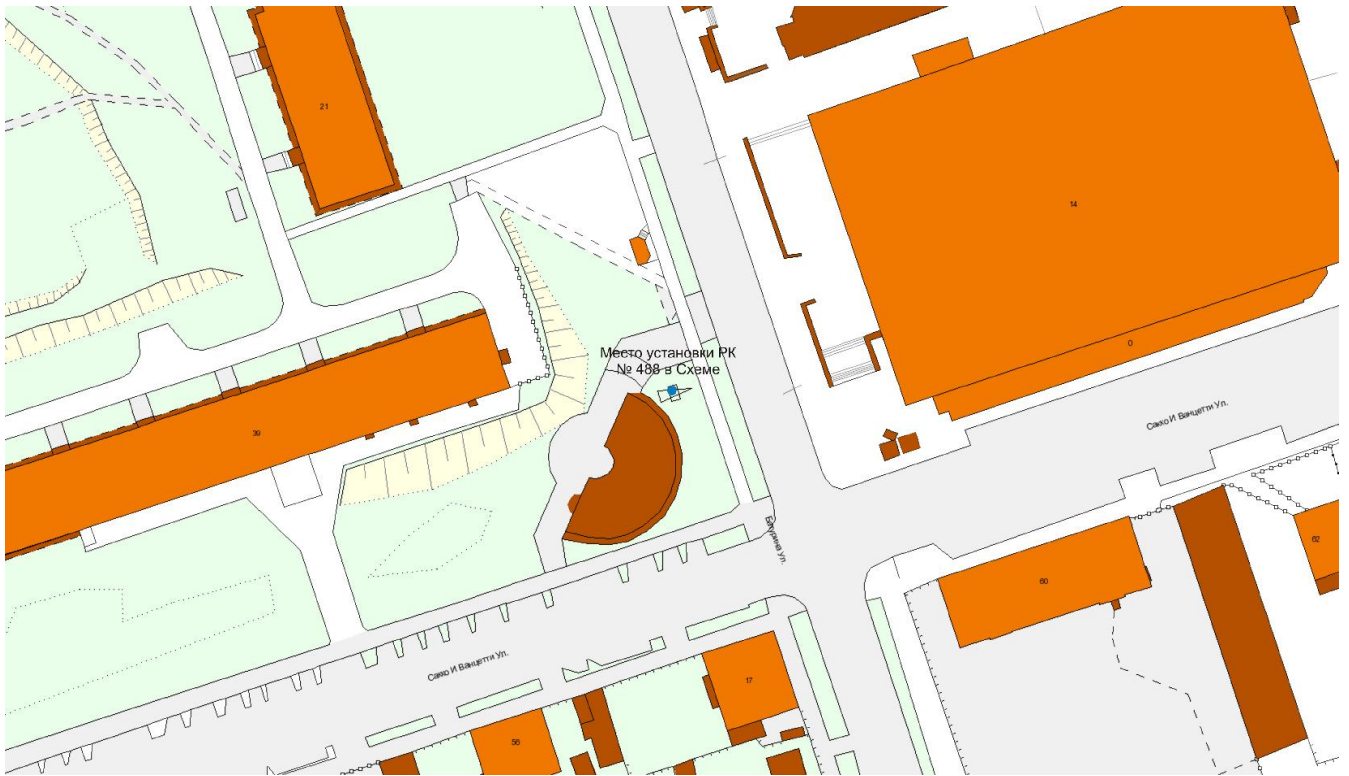 21
14
Место установки РК
№ 488 в Схеме
0
Сакко И Ванцетти Ул.
39
Батурина Ул.
62
60
Сакко И Ванцетти Ул.
17
56